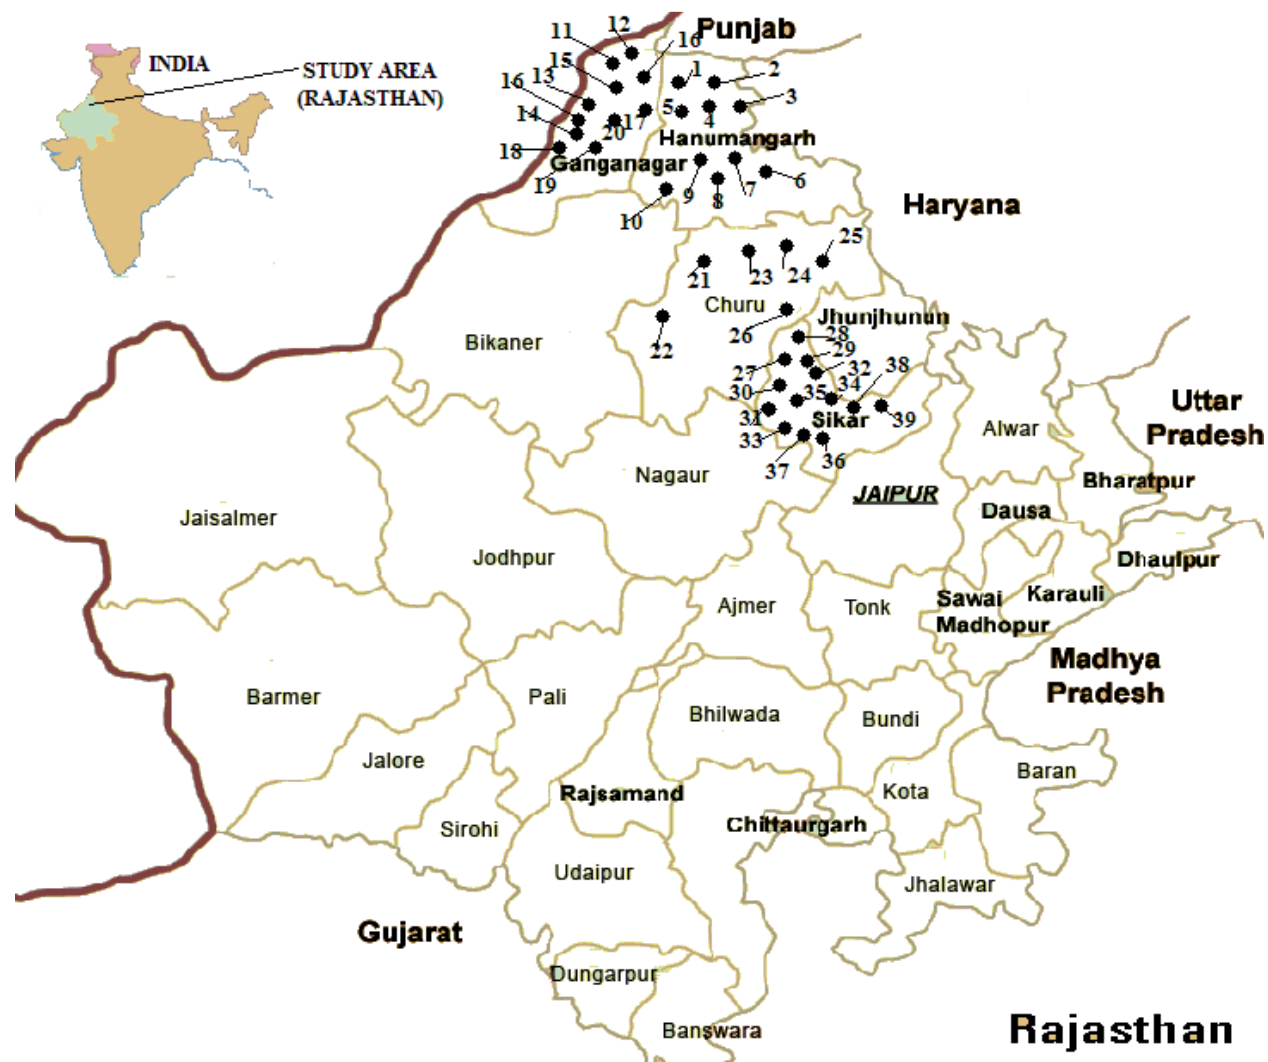 12
Punjab
11
16
INDIA
15
1
2
STUDY AREA
(RAJASTHAN)
13
16
5
4
3
14
20
17
Hanumangarh
18
Ganganagar
19
9
8
7
6
10
Haryana
25
21
23
24
Churu
26
Jhunjhunun
22
Bikaner
28
27
29
32
38
30
35
34
31
Sikar
39
33
37
36
Uttar
Pradesh
Alwar
Nagaur
JAIPUR
Bharatpur
Dausa
Jaisalmer
Jodhpur
Dhaulpur
Ajmer
Tonk
Sawai
Madhopur
Karauli
Madhya
Pradesh
Barmer
Pali
Bhilwada
Bundi
Jalore
Baran
Rajsamand
Kota
Sirohi
Chittaurgarh
Udaipur
Jhalawar
Gujarat
Dungarpur
Banswara
Rajasthan